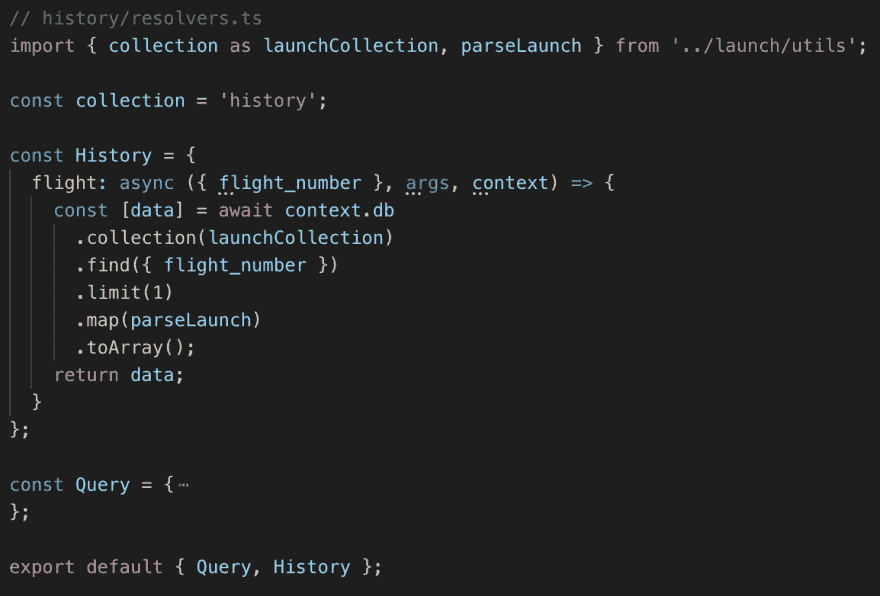 // history/resolvers.ts
import { collection as launchCollection, parseLaunch } from '../launch/utils';
const collection = 'history';
const History = {
flight: async ({ flight_number }, args, context) => {
const [data] = await context.db
.collection(launchCollection)
.find({ flight_number })
.limit(1)
.map(parseLaunch)
.toArray();
return data;
}
};
const Query = {⋯
};
export default { Query, History };